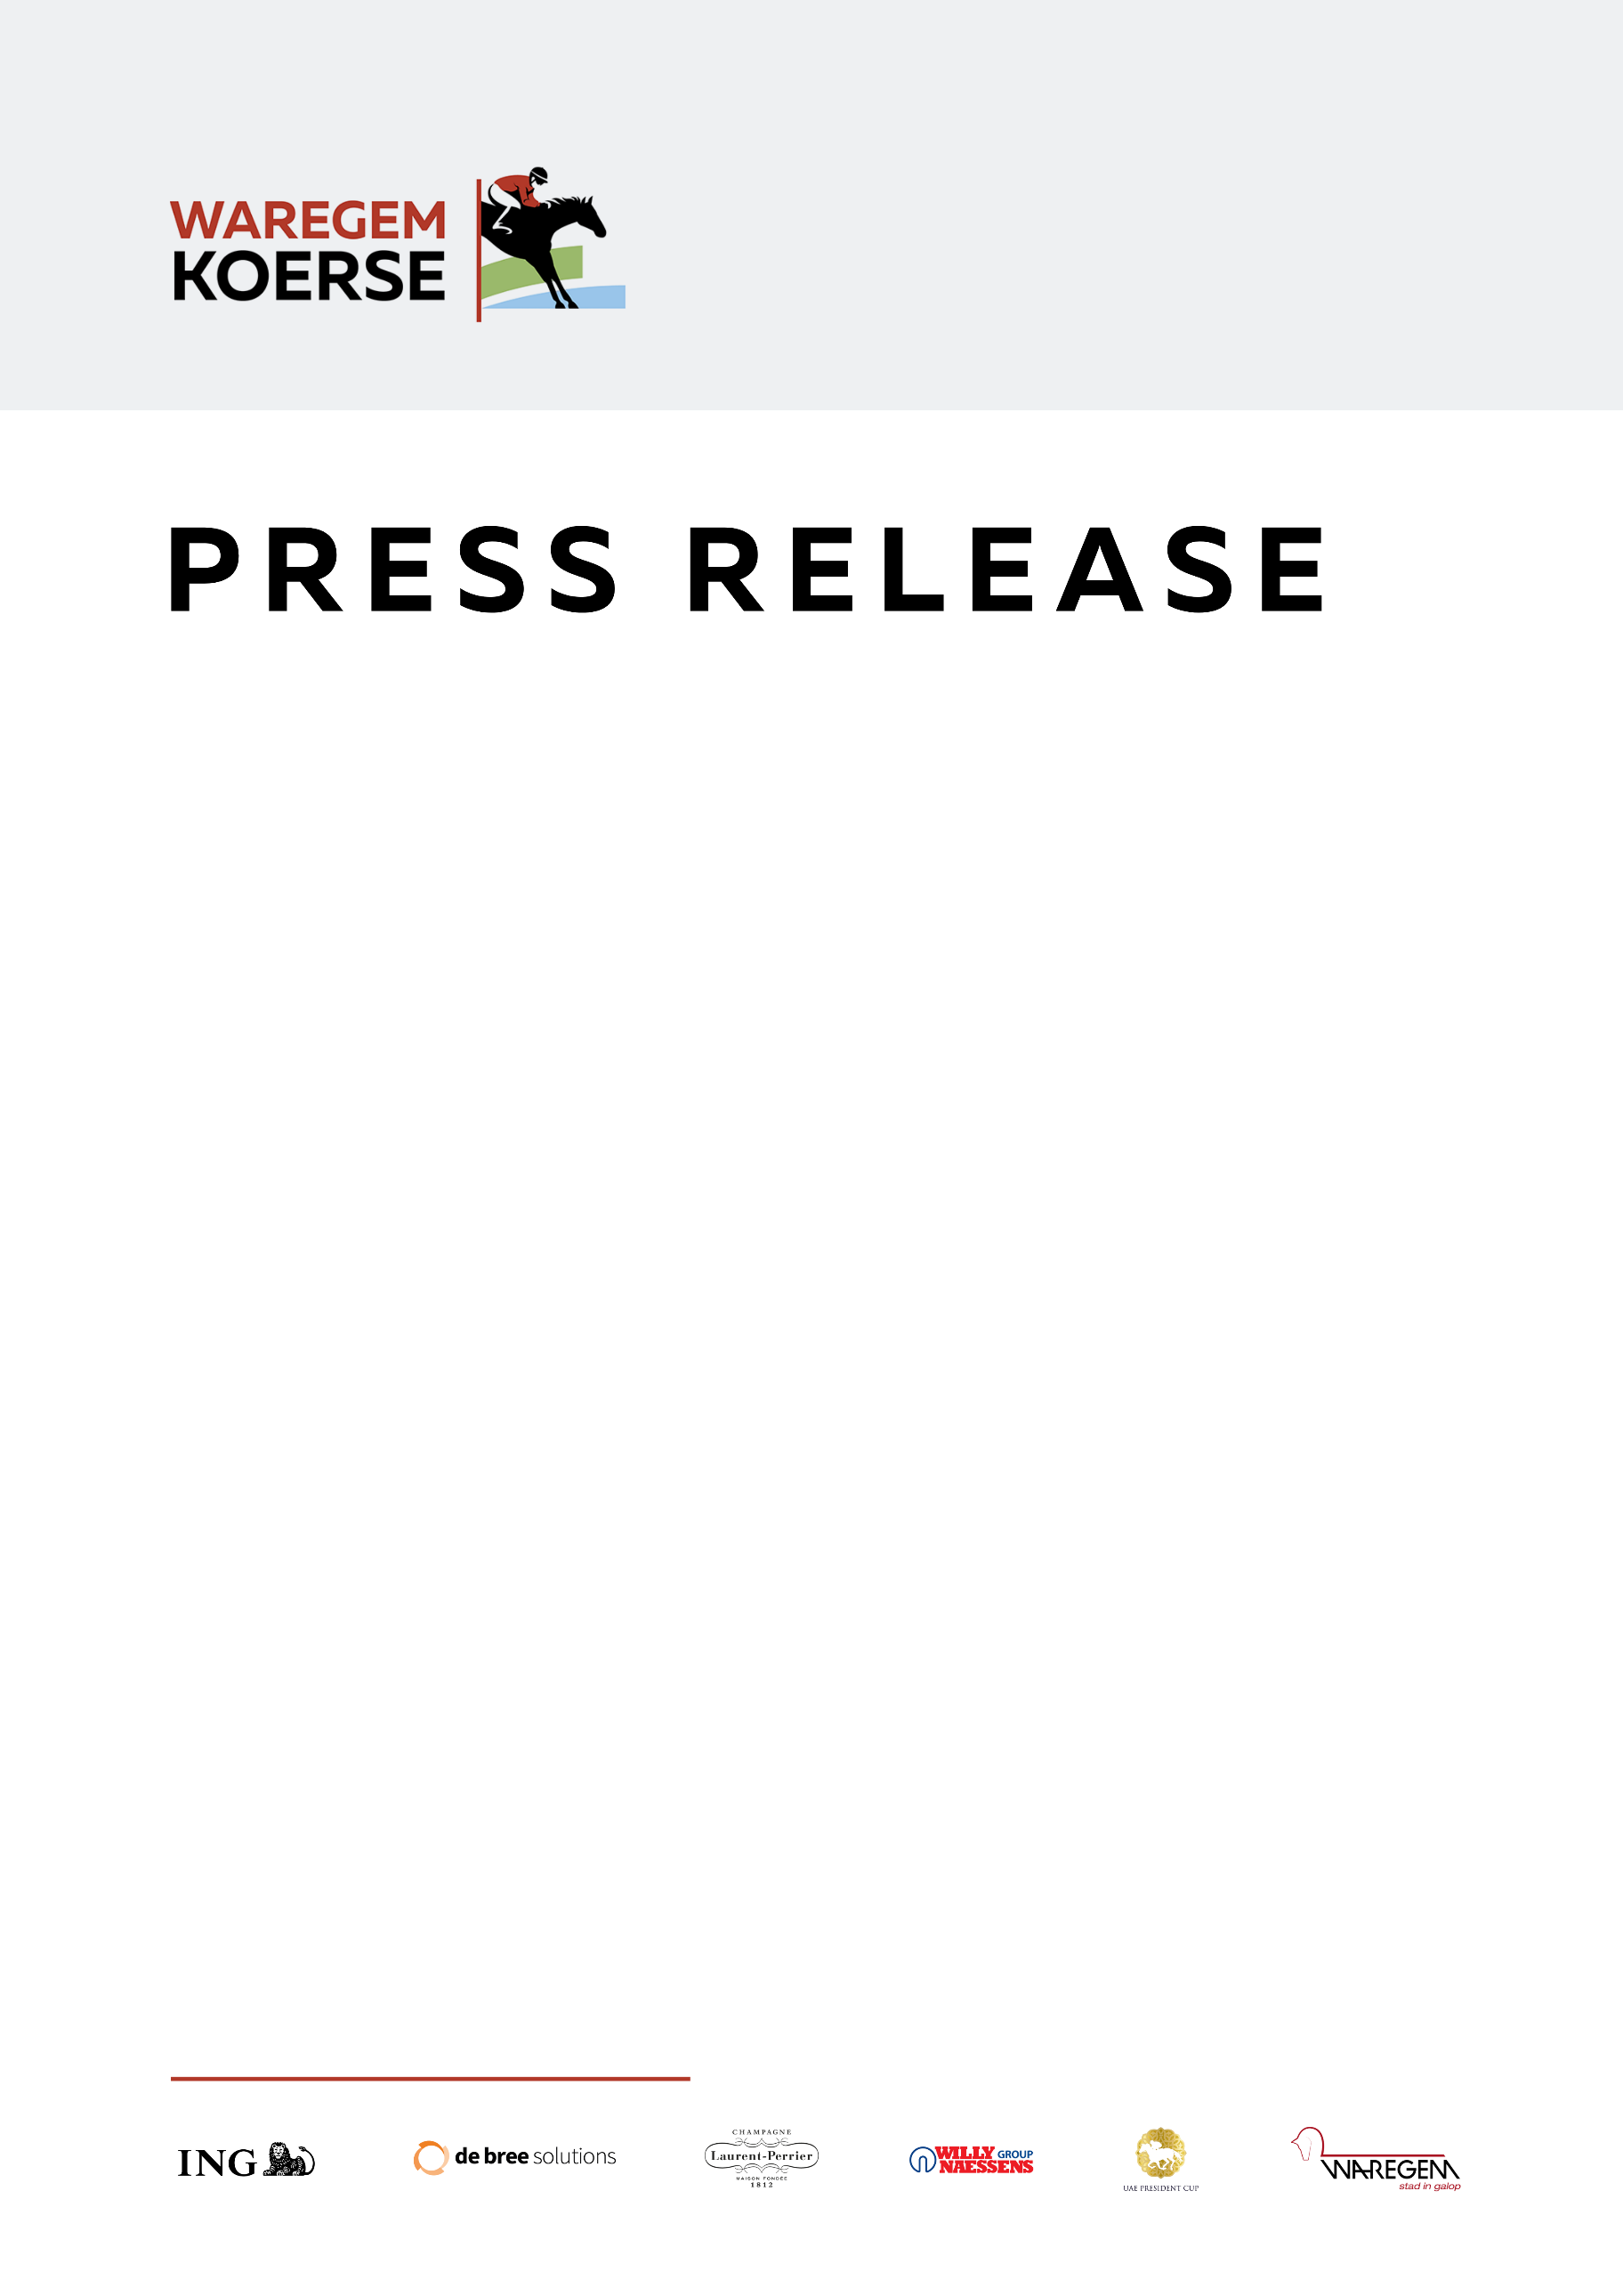 WAREGEM
KOERSE
PRESS RELEASE
ING
de bree solutions
CHAMPAGNE
Laurent-Perrier
MAISON FONDÉE
1812
WILLY GROUP
NAESSENS
UAE PRESIDENT CUP
WAREGEM
stad in galop